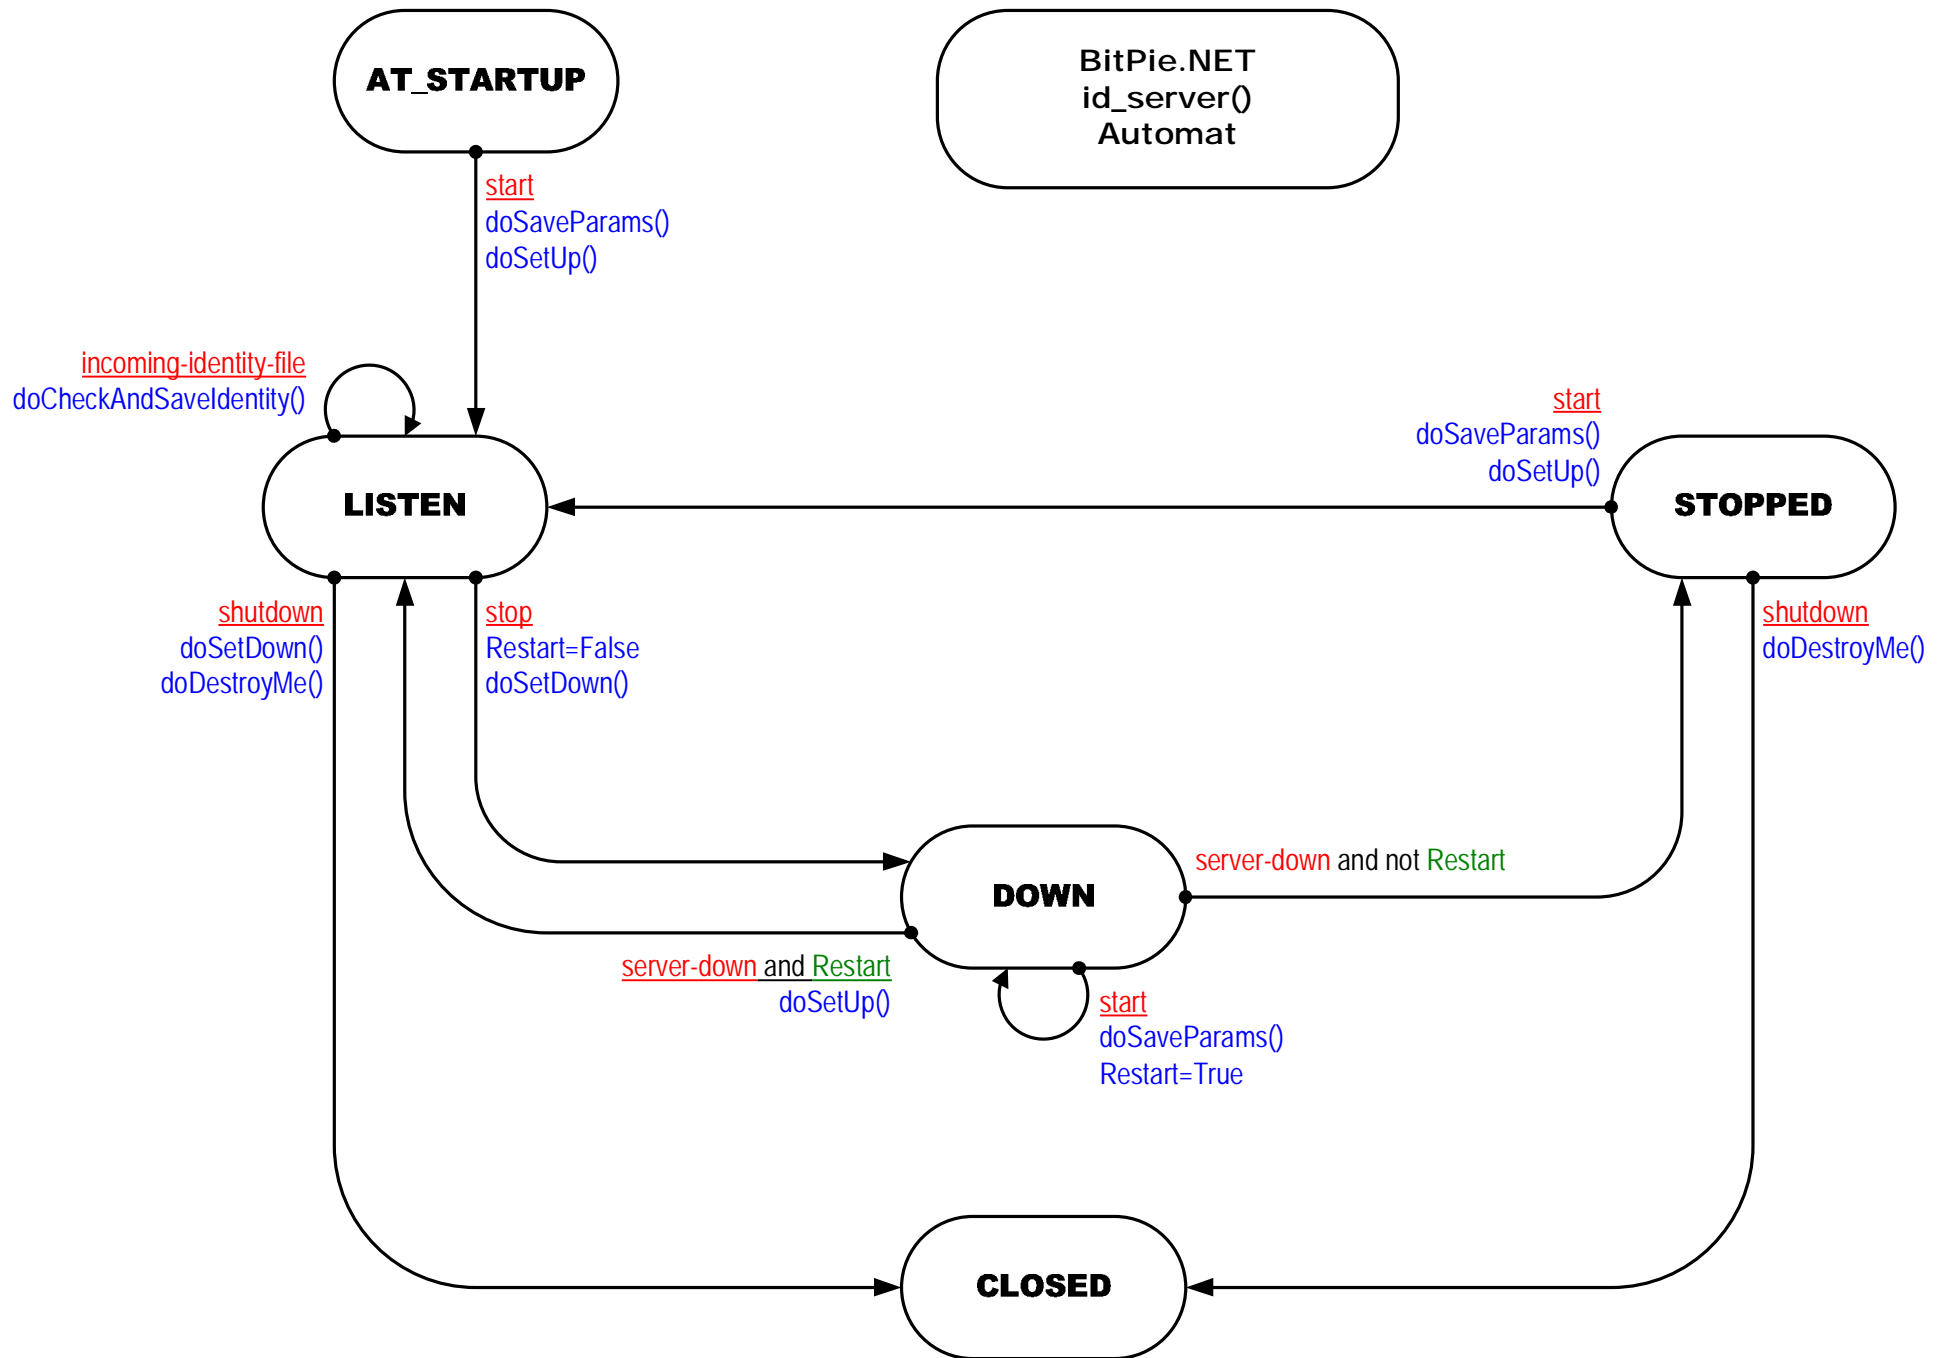 AT_STARTUP
BitPie.NET
id_server()
Automat
start
doSaveParams()
doSetUp()
incoming-identity-file
doCheckAndSaveIdentity()
start
doSaveParams()
doSetUp()
LISTEN
STOPPED
shutdown
doSetDown()
doDestroyMe()
stop
Restart=False
doSetDown()
shutdown
doDestroyMe()
server-down and not Restart
DOWN
server-down and Restart
doSetUp()
start
doSaveParams()
Restart=True
CLOSED